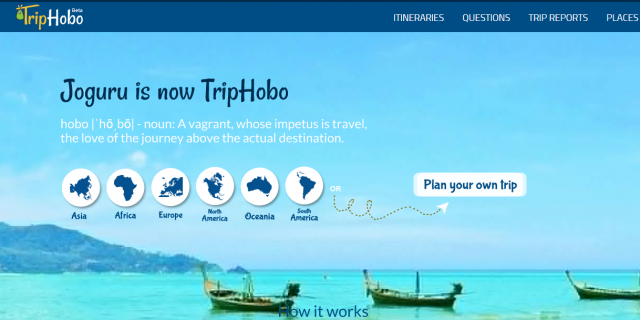 TripHobo Beta
ITINERARIES QUESTIONS TRIP REPORTS PLACES
Joguru is now TripHobo
hobo |ˈhōˌbō| - noun: A vagrant, whose impetus is travel,
the love of the journey above the actual destination.
Asia Africa Europe North America Oceania South America
OR
Plan your own trip
How it works